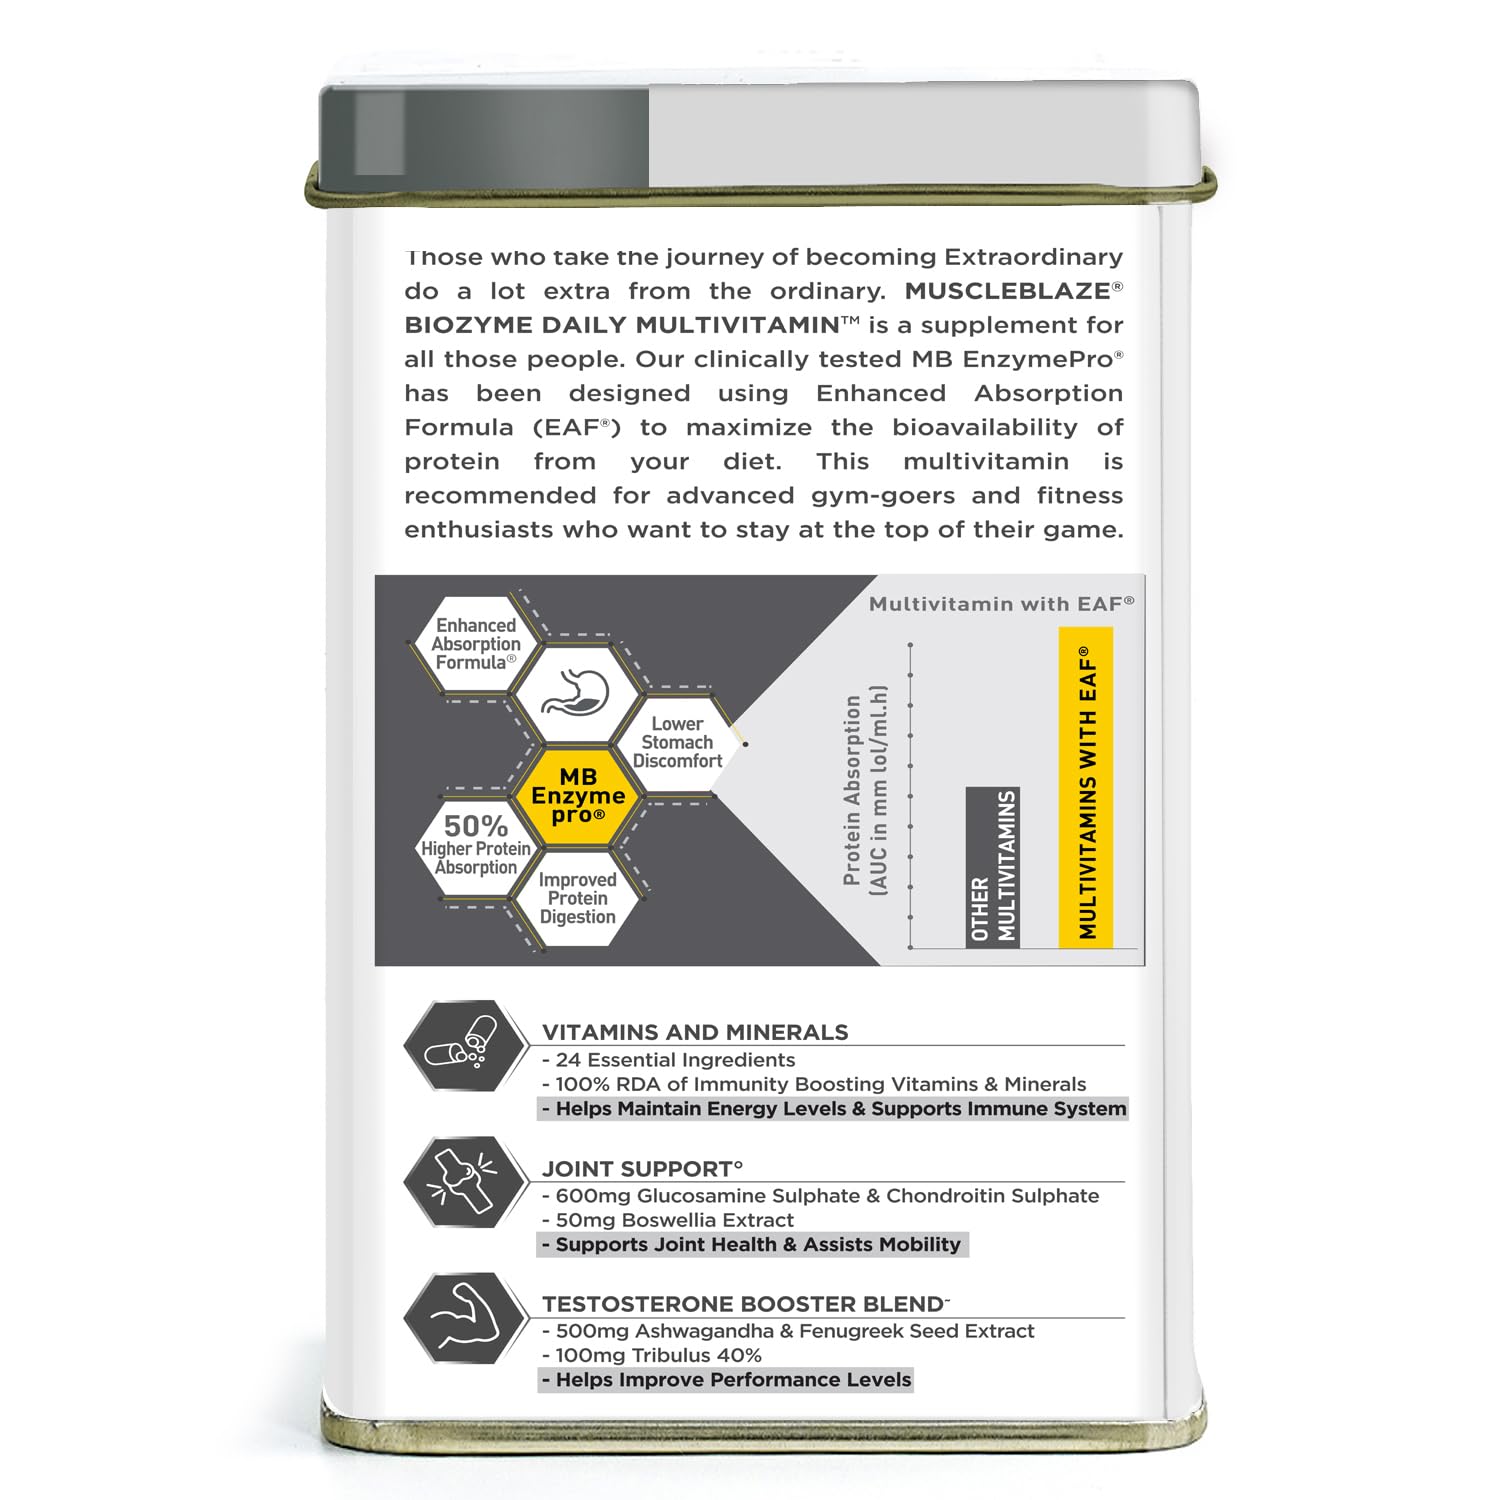 Those who take the journey of becoming Extraordinary
do a lot extra from the ordinary. MUSCLEBLAZE®
BIOZYME DAILY MULTIVITAMIN™ is a supplement for
all those people. Our clinically tested MB EnzymePro®
has been designed using Enhanced Absorption
Formula (EAF®) to maximize the bioavailability of
protein from your diet. This multivitamin is
recommended for advanced gym-goers and fitness
enthusiasts who want to stay at the top of their game.
Enhanced
Absorption
Formula®
Lower
Stomach
Discomfort
MB
Enzyme
pro®
50%
Higher Protein
Absorption
Improved
Protein
Digestion
Multivitamin with EAF®
Protein Absorption
(AUC in mm lol/ml.h)
OTHER
MULTIVITAMINS
MULTIVITAMINS WITH EAF®
VITAMINS AND MINERALS
- 24 Essential Ingredients
- 100% RDA of Immunity Boosting Vitamins & Minerals
- Helps Maintain Energy Levels & Supports Immune System
JOINT SUPPORT°
- 600mg Glucosamine Sulphate & Chondroitin Sulphate
- 50mg Boswellia Extract
- Supports Joint Health & Assists Mobility
TESTOSTERONE BOOSTER BLEND~
- 500mg Ashwagandha & Fenugreek Seed Extract
- 100mg Tribulus 40%
- Helps Improve Performance Levels